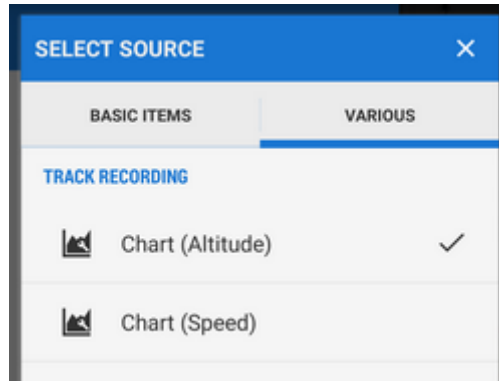 SELECT SOURCE
BASIC ITEMS
VARIOUS
TRACK RECORDING
Chart (Altitude)
Chart (Speed)